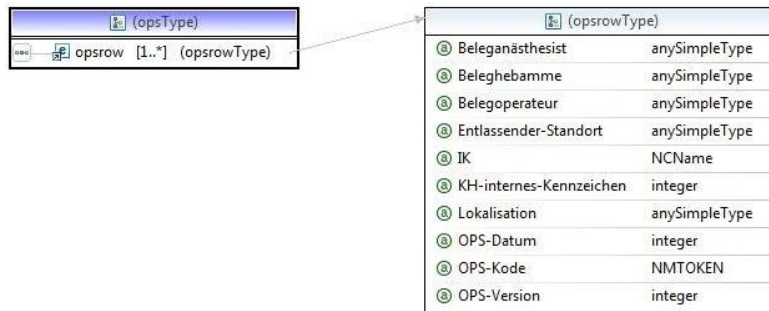 (opsType)
opsrow [1..*] (opsrowType)
(opsrowType)
Beleganästhesist anySimpleType
Beleghebamme anySimpleType
Belegoperateur anySimpleType
Entlassender-Standort anySimpleType
IK NCName
KH-internes-Kennzeichen integer
Lokalisation anySimpleType
OPS-Datum integer
OPS-Kode NMTOKEN
OPS-Version integer